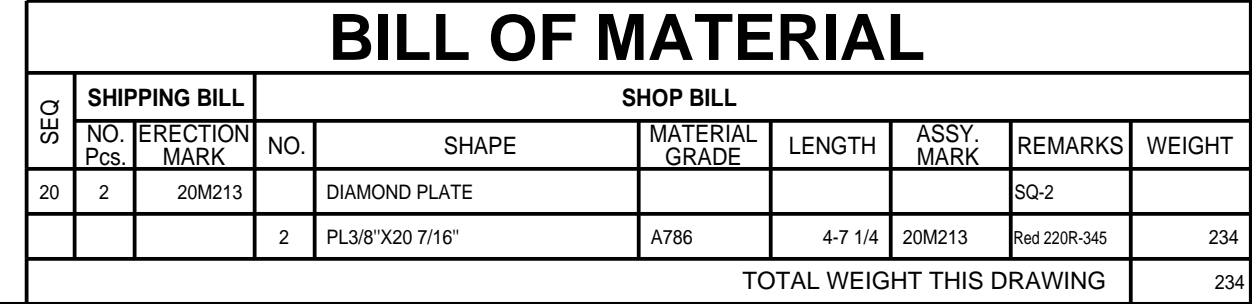 BILL OF MATERIAL
SEQ SHIPPING BILL SHOP BILL
NO. Pcs. ERECTION MARK NO. SHAPE MATERIAL GRADE LENGTH ASSY. MARK REMARKS WEIGHT
20 2 20M213 DIAMOND PLATE SQ-2
2 PL3/8"X20 7/16" A786 4-7 1/4 20M213 Red 220R-345 234
TOTAL WEIGHT THIS DRAWING 234